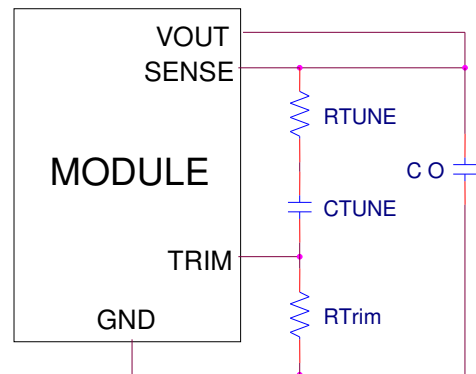 VOUT
SENSE
RTUNE
MODULE
C O
CTUNE
TRIM
RTrim
GND